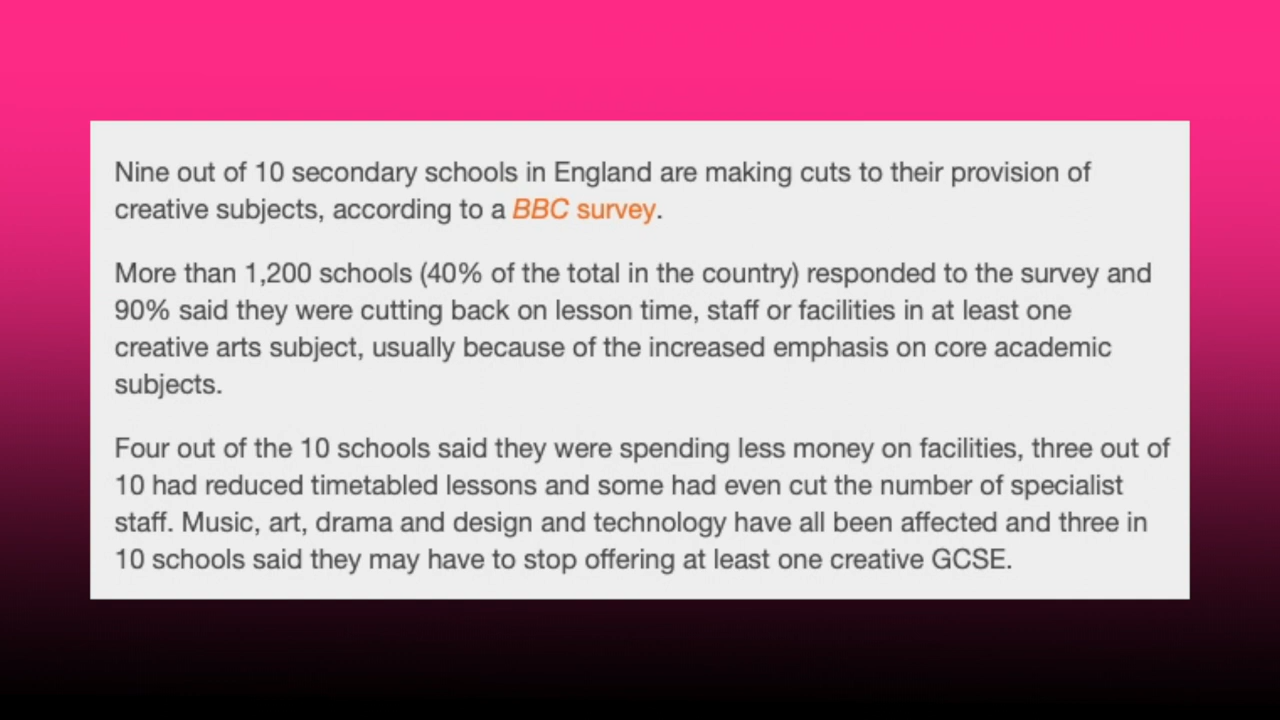 Nine out of 10 secondary schools in England are making cuts to their provision of
creative subjects, according to a BBC survey.
More than 1,200 schools (40% of the total in the country) responded to the survey and
90% said they were cutting back on lesson time, staff or facilities in at least one
creative arts subject, usually because of the increased emphasis on core academic
subjects.
Four out of the 10 schools said they were spending less money on facilities, three out of
10 had reduced timetabled lessons and some had even cut the number of specialist
staff. Music, art, drama and design and technology have all been affected and three in
10 schools said they may have to stop offering at least one creative GCSE.